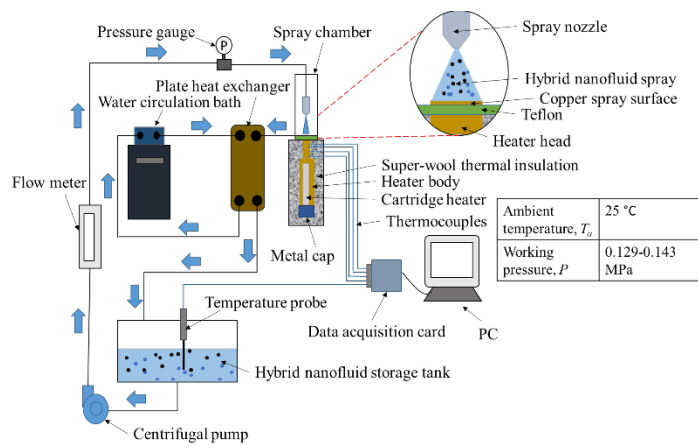 Pressure gauge
P
Spray chamber
Spray nozzle
Plate heat exchanger
Water circulation bath
Hybrid nanofluid spray
Copper spray surface
Teflon
Heater head
Super-wool thermal insulation
Heater body
Cartridge heater
Thermocouples
Flow meter
Metal cap
Ambient
temperature, Ta
25 °C
Working
pressure, P
0.129-0.143
MPa
Temperature probe
Data acquisition card
PC
Hybrid nanofluid storage tank
Centrifugal pump